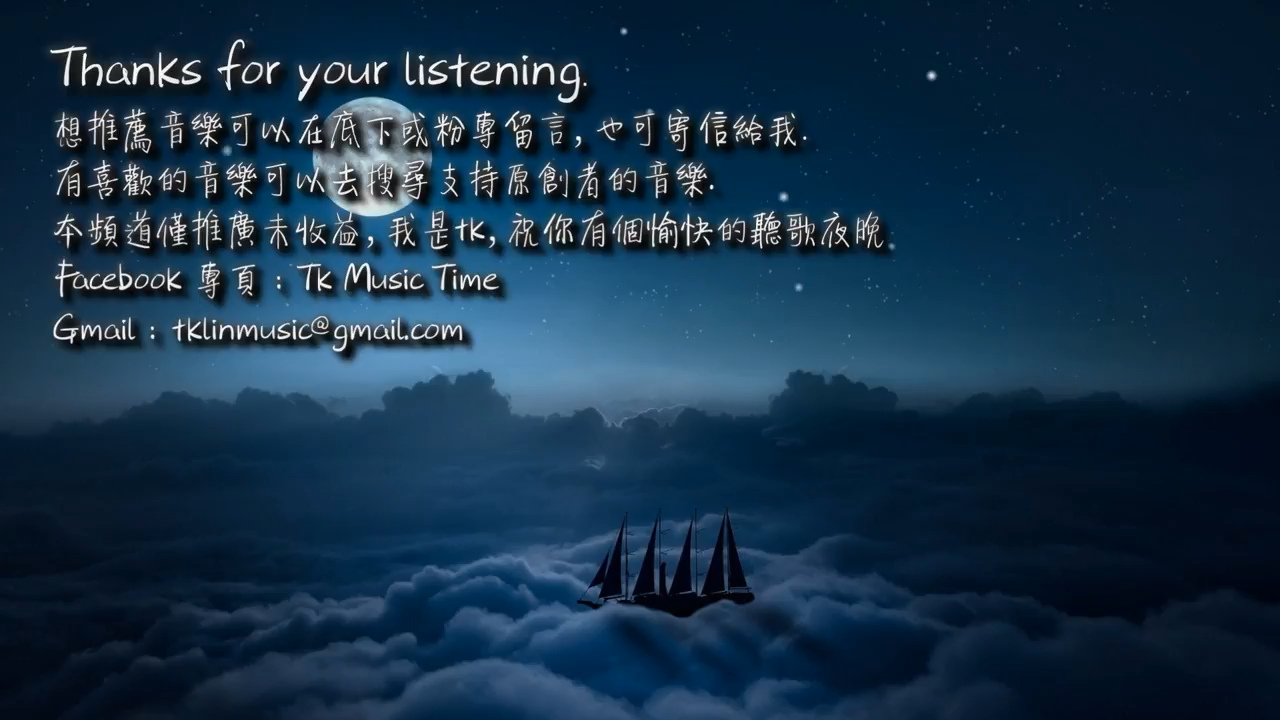 Thanks for your listening.
想推薦音樂可以在底下或粉專留言, 也可寄信給我.
有喜歡的音樂可以去搜尋支持原創者的音樂.
本頻道僅推廣未收益, 我是tk, 祝你有個愉快的聽歌夜晚.
Facebook 專頁 : Tk Music Time
Gmail : tklinmusic@gmail.com